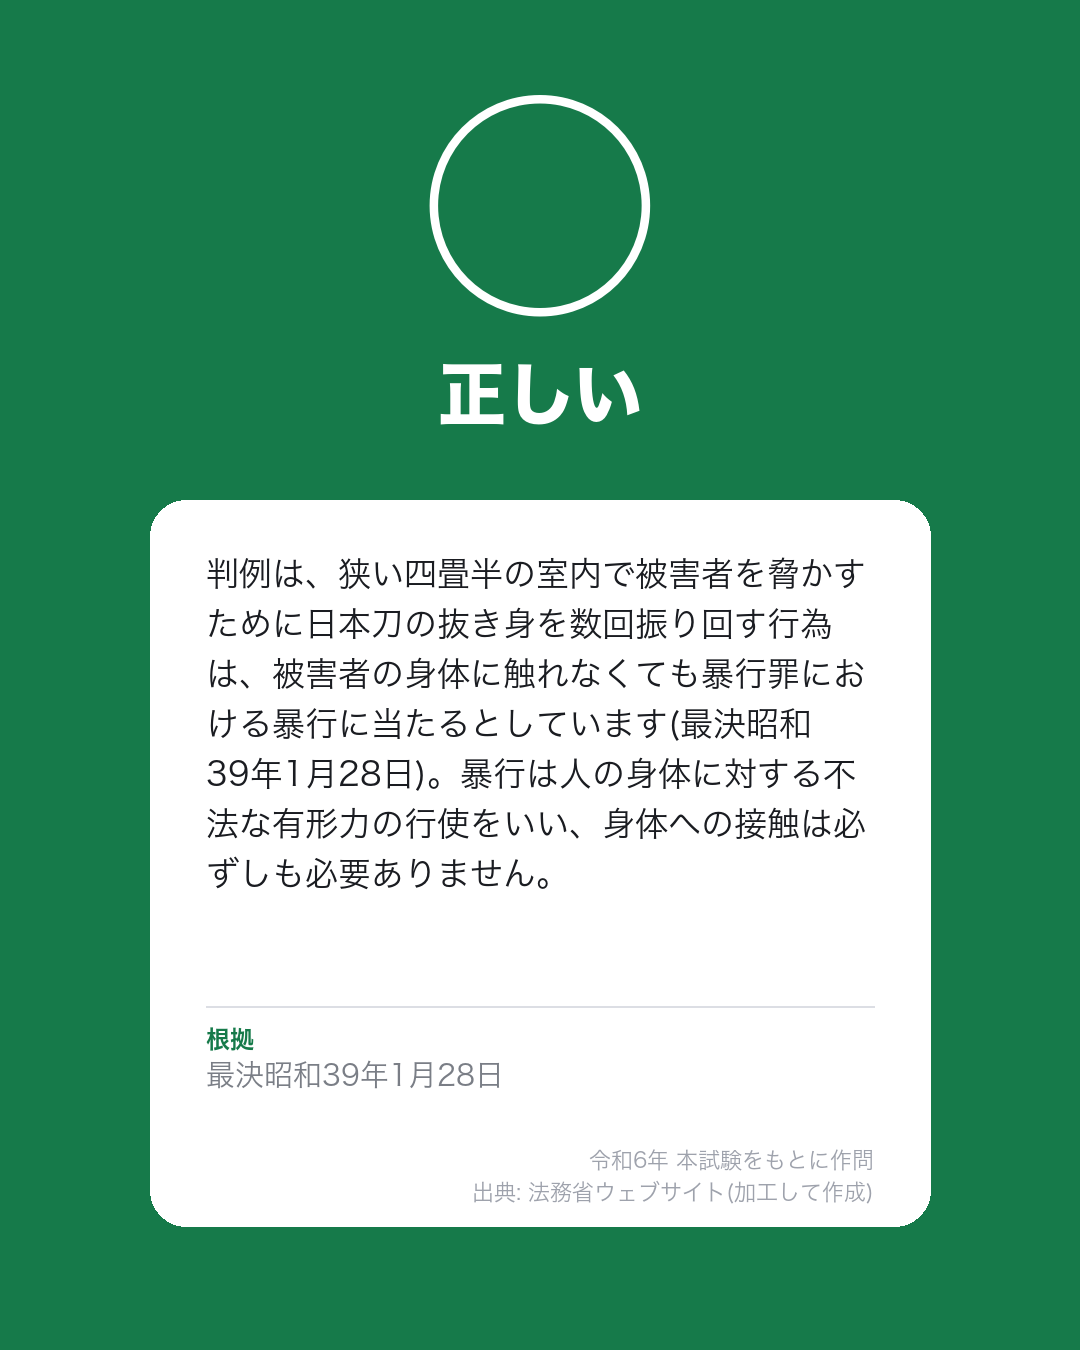 正しい
判例は、狭い四畳半の室内で被害者を脅かす
ために日本刀の抜き身を数回振り回す行為
は、被害者の身体に触れなくても暴行罪にお
ける暴行に当たるとしています(最決昭和
39年1月28日)。暴行は人の身体に対する不
法な有形力の行使をいい、身体への接触は必
ずしも必要ありません。
根拠
最決昭和39年1月28日
令和6年 本試験をもとに作問
出典: 法務省ウェブサイト(加工して作成)